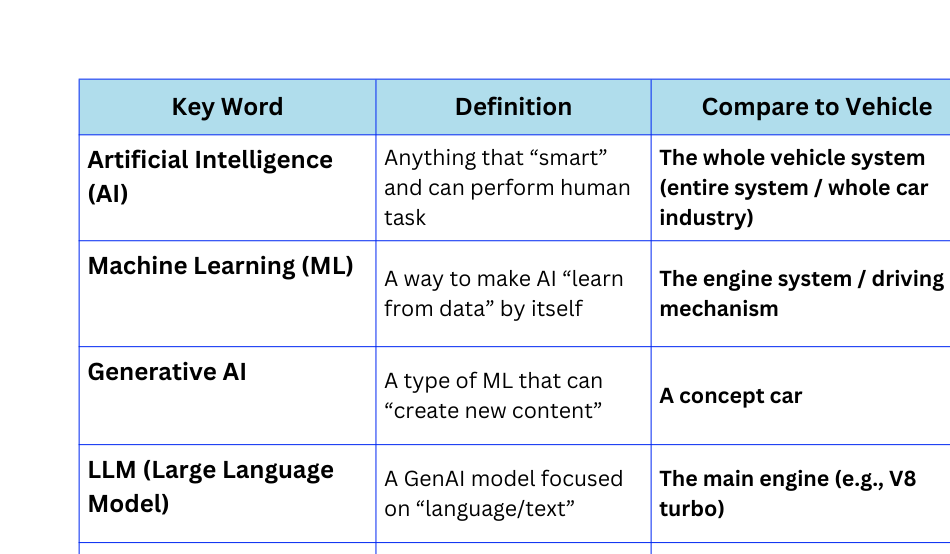 Key Word
Definition
Compare to Vehicle
Artificial Intelligence
(AI)
Anything that “smart”
and can perform human
task
The whole vehicle system
(entire system / whole car
industry)
Machine Learning (ML)
A way to make AI “learn
from data” by itself
The engine system / driving
mechanism
Generative AI
A type of ML that can
“create new content”
A concept car
LLM (Large Language
Model)
A GenAI model focused
on “language/text”
The main engine (e.g., V8
turbo)